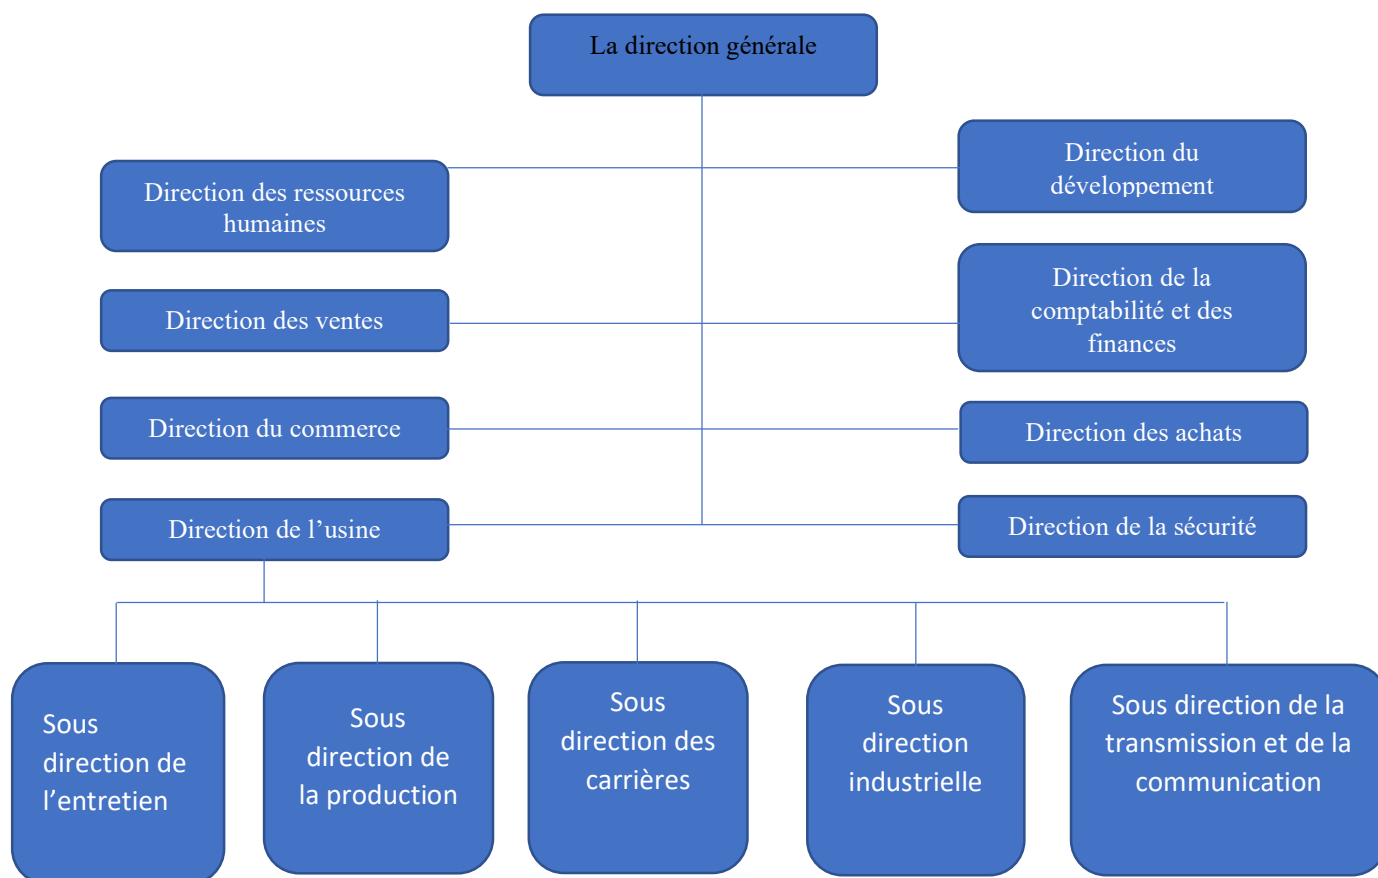 La direction générale
Direction du
développement
Direction des ressources
humaines
Direction de la
comptabilité et des
finances
Direction des ventes
Direction du commerce
Direction des achats
Direction de l’usine
Direction de la sécurité
Sous
direction de
l’entretien
Sous
direction de
la production
Sous
direction des
carrières
Sous
direction
industrielle
Sous direction de la
transmission et de la
communication